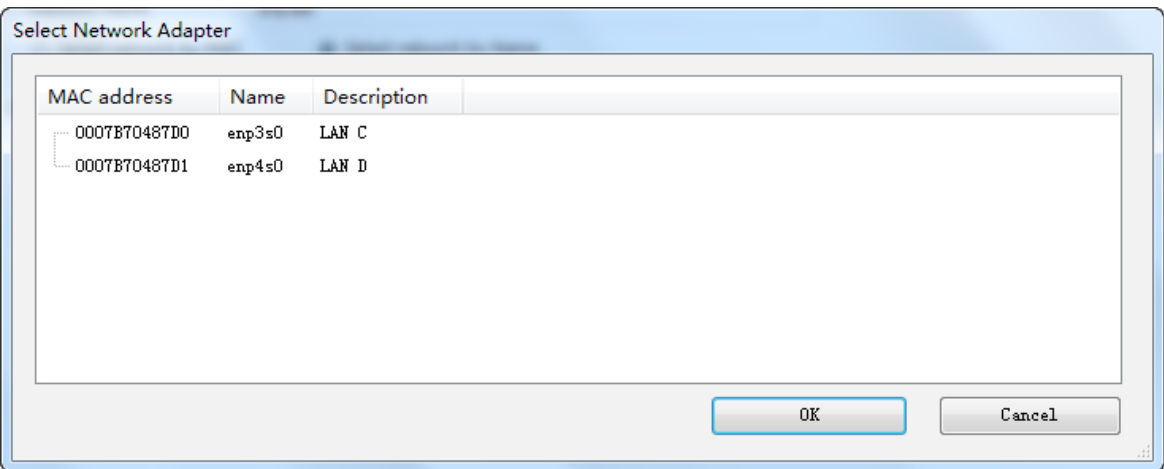 Select Network Adapter
MAC address Name Description
0007B70487D0 enp3s0 LAN C
0007B70487D1 enp4s0 LAN D
OK Cancel